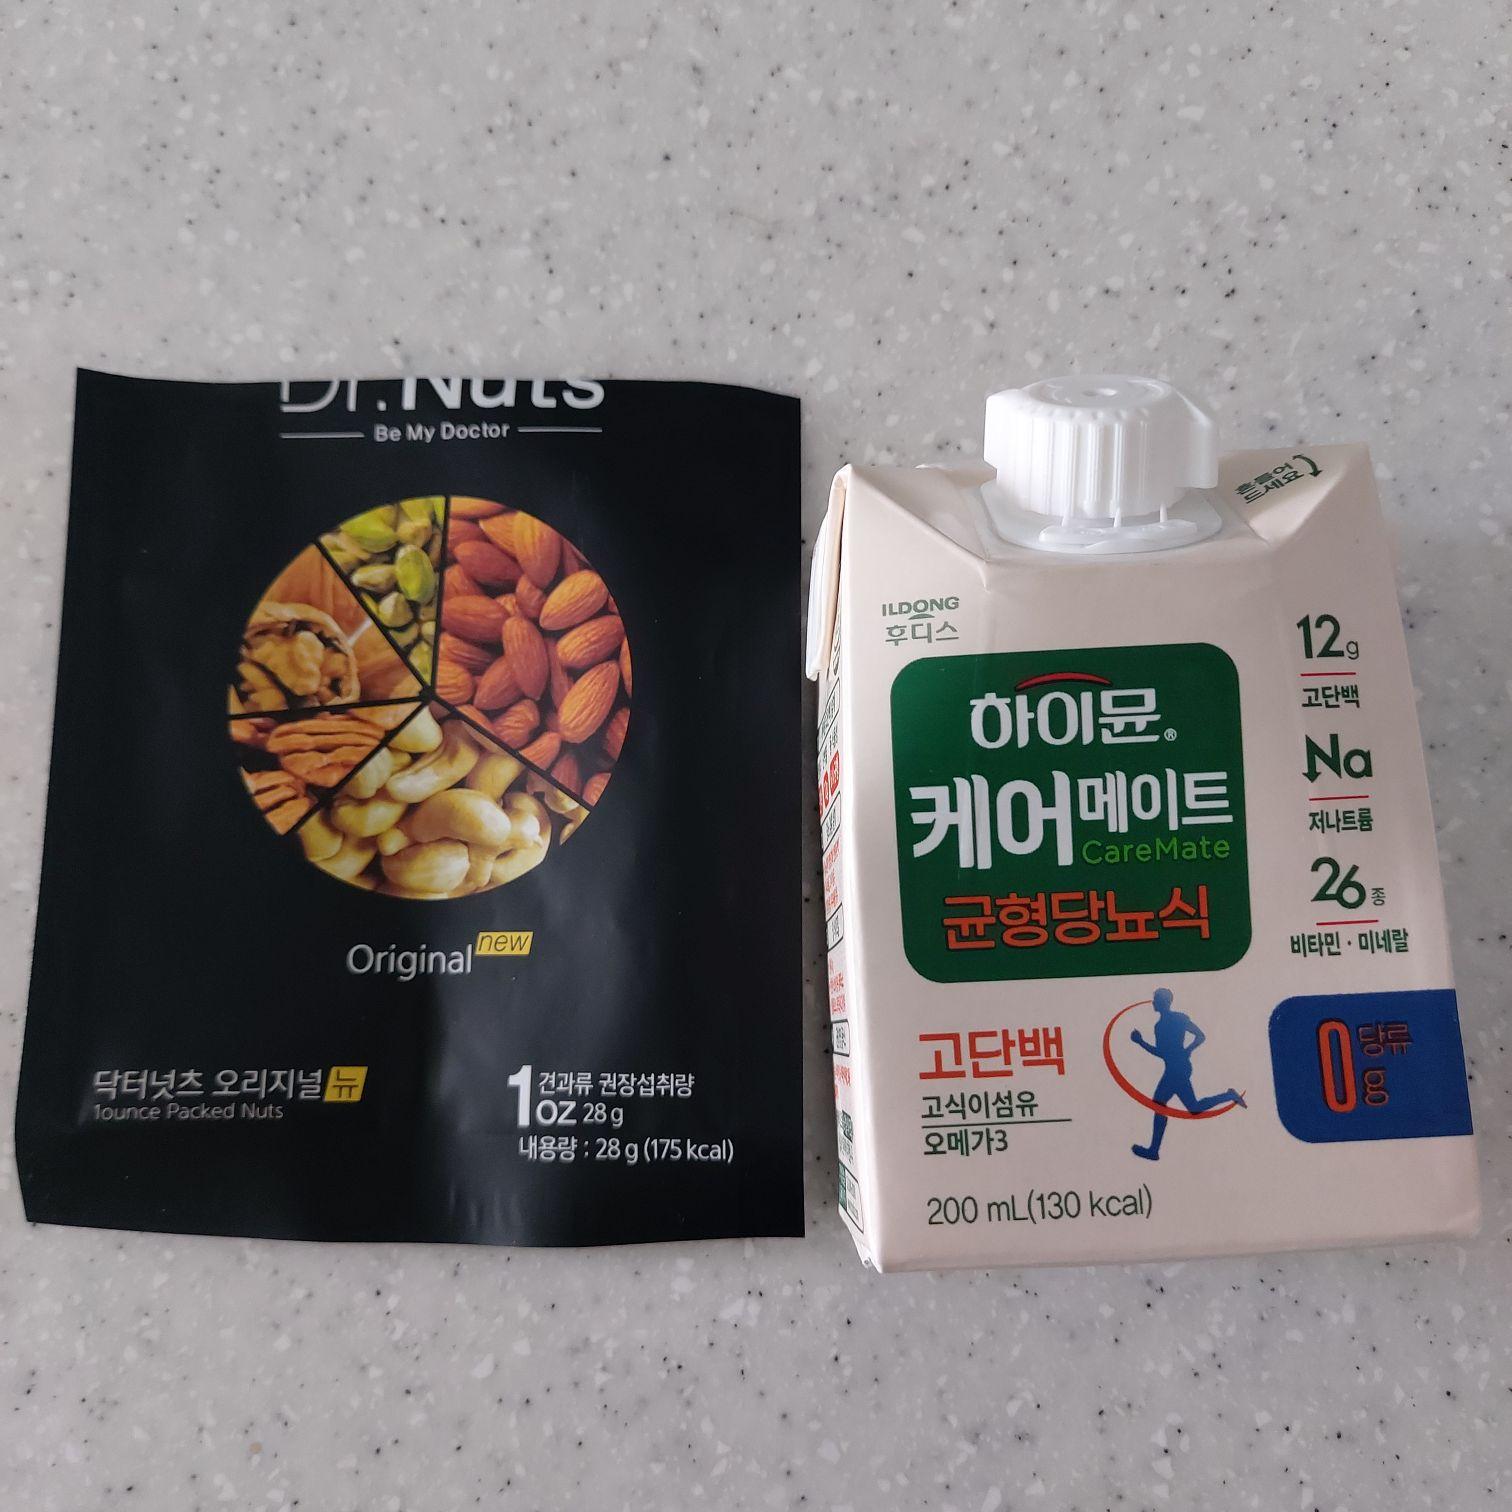 Dr.Nuts
Be My Doctor
Original new
닥터넛츠 오리지널 뉴
1ounce Packed Nuts
1 OZ 견과류 권장섭취량
28 g
내용량 : 28 g (175 kcal)
흔들어
드세요
ILDONG
후디스
하이뮨®
케어메이트
CareMate
균형당뇨식
12g
고단백
Na
저나트륨
26종
비타민 · 미네랄
고단백
고식이섬유
오메가3
0g 당류
200 mL(130 kcal)